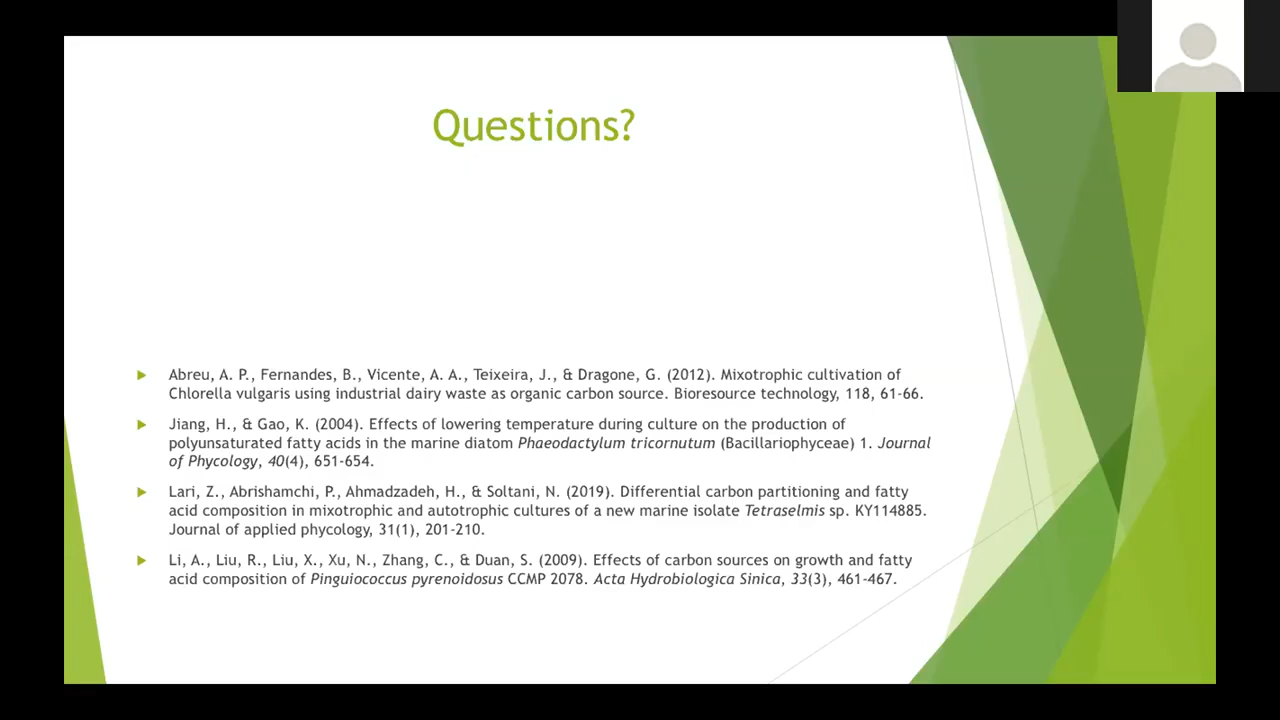 Questions?
Abreu, A. P., Fernandes, B., Vicente, A. A., Teixeira, J., & Dragone, G. (2012). Mixotrophic cultivation of
Chlorella vulgaris using industrial dairy waste as organic carbon source. Bioresource technology, 118, 61-66.
Jiang, H., & Gao, K. (2004). Effects of lowering temperature during culture on the production of
polyunsaturated fatty acids in the marine diatom Phaeodactylum tricornutum (Bacillariophyceae) 1. Journal
of Phycology, 40(4), 651-654.
Lari, Z., Abrishamchi, P., Ahmadzadeh, H., & Soltani, N. (2019). Differential carbon partitioning and fatty
acid composition in mixotrophic and autotrophic cultures of a new marine isolate Tetraselmis sp. KY114885.
Journal of applied phycology, 31(1), 201-210.
Li, A., Liu, R., Liu, X., Xu, N., Zhang, C., & Duan, S. (2009). Effects of carbon sources on growth and fatty
acid composition of Pinguiococcus pyrenoidosus CCMP 2078. Acta Hydrobiologica Sinica, 33(3), 461-467.